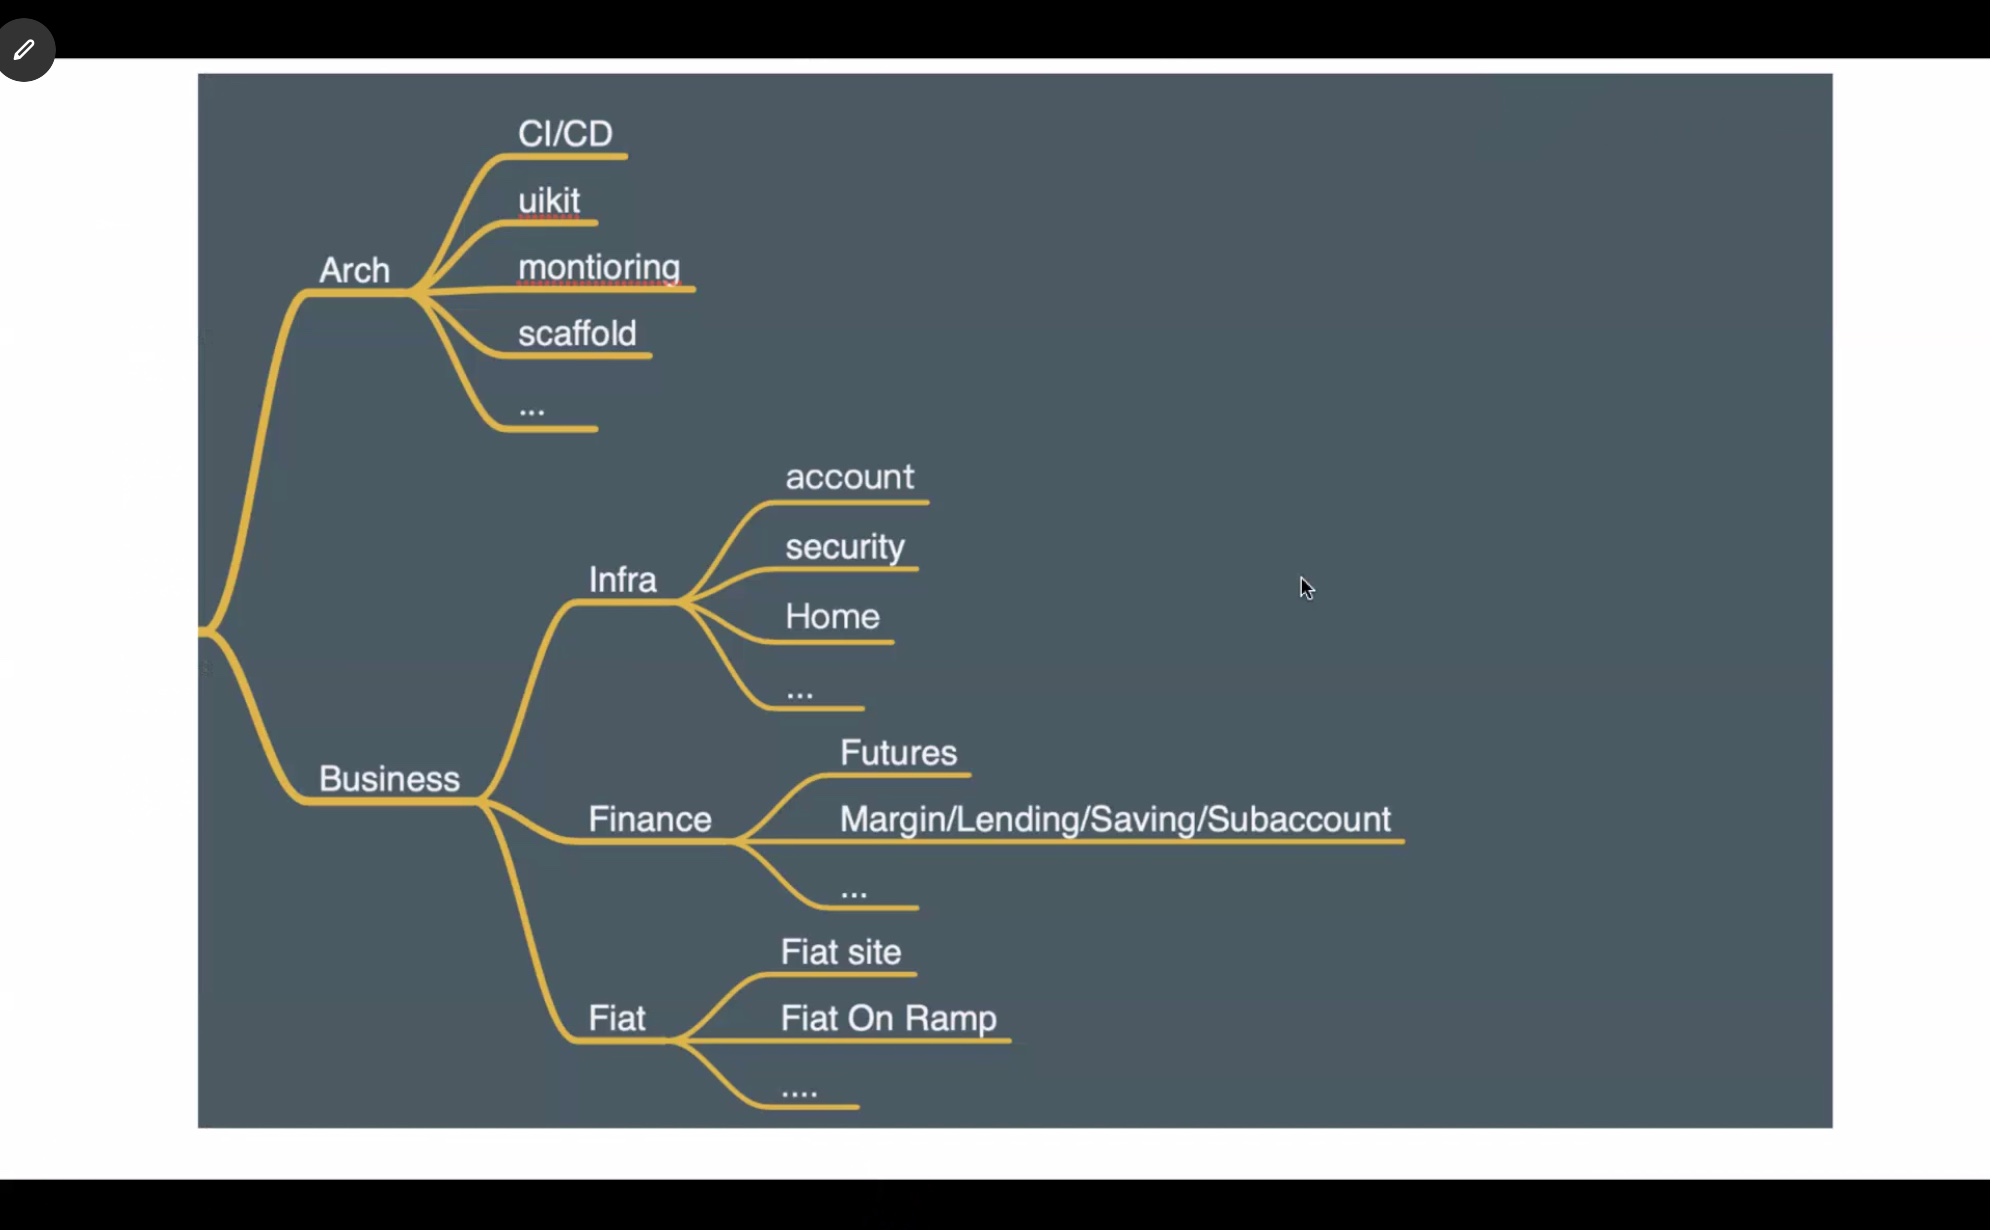 CI/CD
uikit
montioring
Arch
scaffold
...
account
security
Infra
Home
...
Futures
Business
Finance
Margin/Lending/Saving/Subaccount
...
Fiat site
Fiat
Fiat On Ramp
....